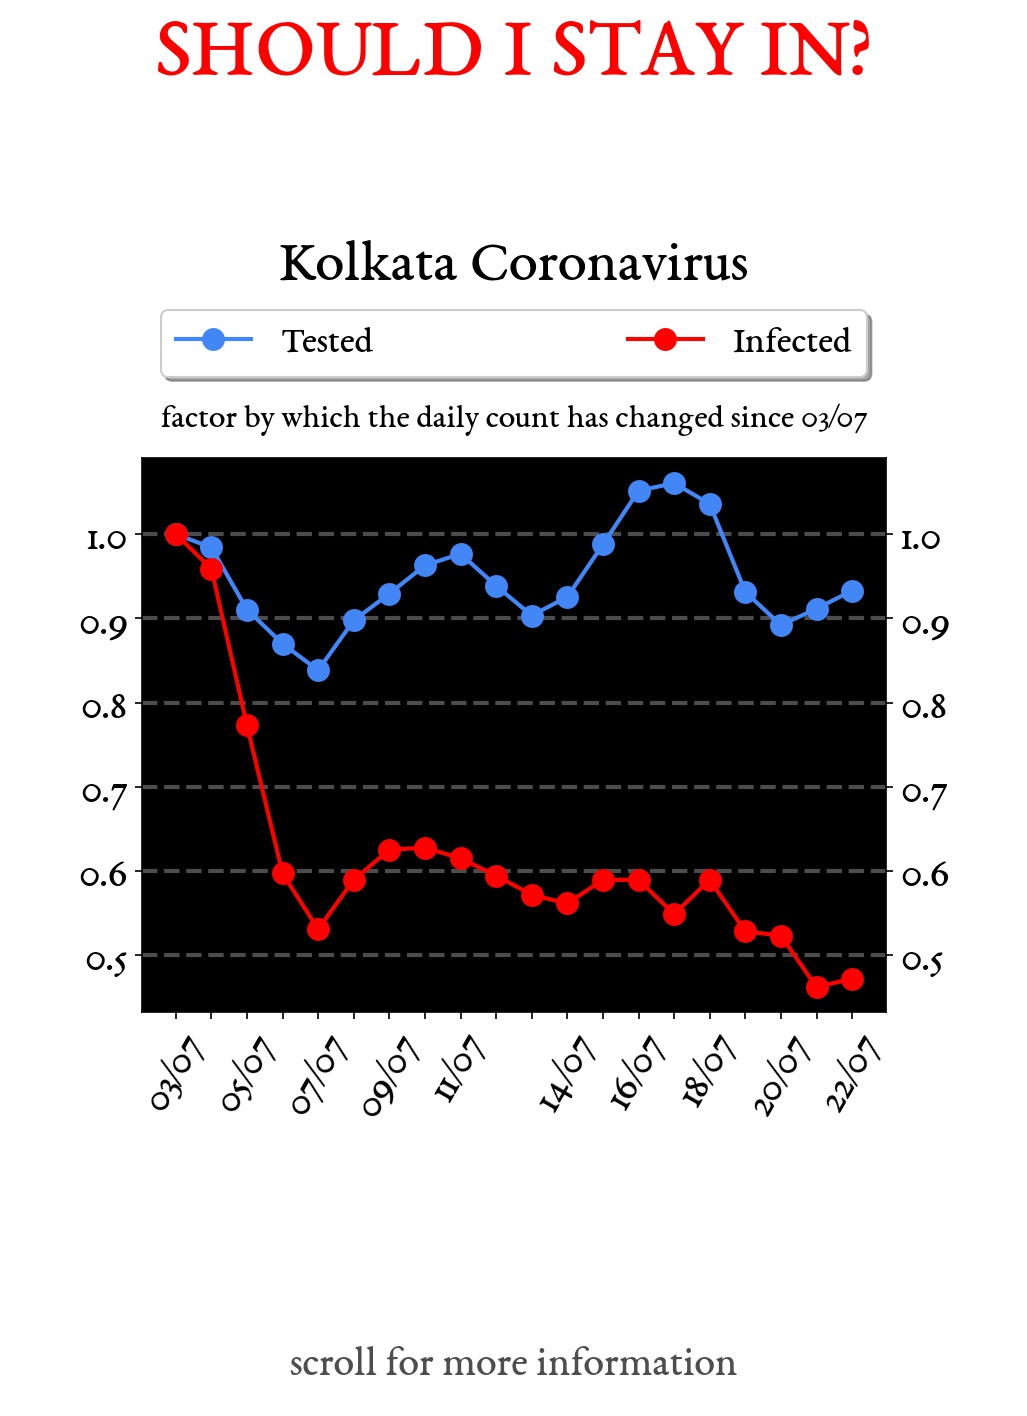 SHOULD I STAY IN?
Kolkata Coronavirus
Tested Infected
factor by which the daily count has changed since 03/07
1.0 1.0
0.9 0.9
0.8 0.8
0.7 0.7
0.6 0.6
0.5 0.5
03/07 05/07 07/07 09/07 11/07 14/07 16/07 18/07 20/07 22/07
scroll for more information